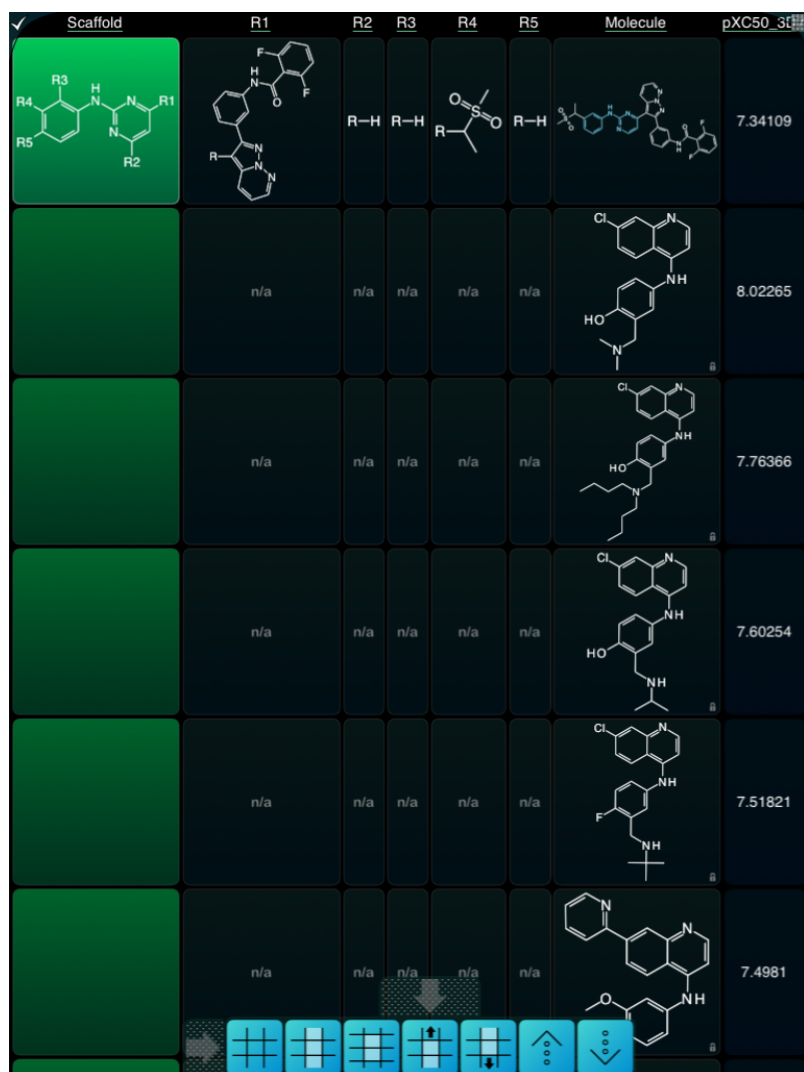 Scaffold R1 R2 R3 R4 R5 Molecule pXC50_3D
R3 R4 R5 H N N N R1 R2
F H N O F R N N N
R—H
R—H
O S O R
R—H
O S O H N N N N N N H N O F F
7.34109
n/a n/a n/a n/a n/a
Cl N NH HO N
8.02265
n/a n/a n/a n/a n/a
Cl N NH HO N
7.76366
n/a n/a n/a n/a n/a
Cl N NH HO NH
7.60254
n/a n/a n/a n/a n/a
Cl N NH F NH
7.51821
n/a n/a n/a n/a n/a
N N NH O
7.4981